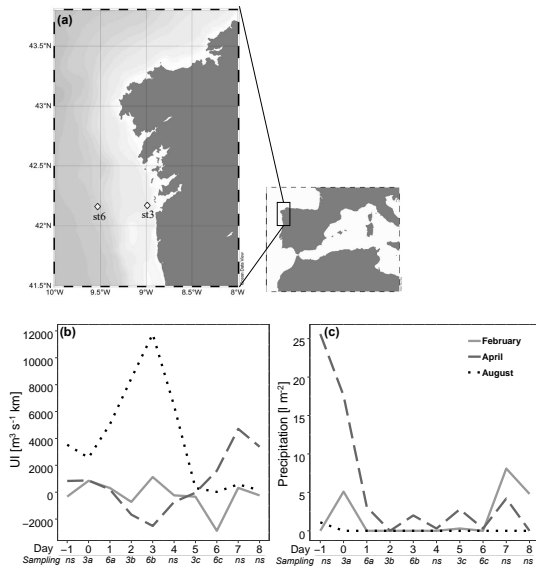 (a)
43.5°N
43°N
42.5°N
42°N
41.5°N
st6
st3
10°W 9.5°W 9°W 8.5°W 8°W
Ocean Data View
(b)
12000
10000
8000
6000
4000
2000
0
−2000
UI [m³ s⁻¹ km]
Day −1 0 1 2 3 4 5 6 7 8
Sampling ns 3a 6a 3b 6b ns 3c 6c ns ns
(c)
February
April
August
25
20
15
10
5
0
Precipitation [l m⁻²]
−1 0 1 2 3 4 5 6 7 8
ns 3a 6a 3b 6b ns 3c 6c ns ns